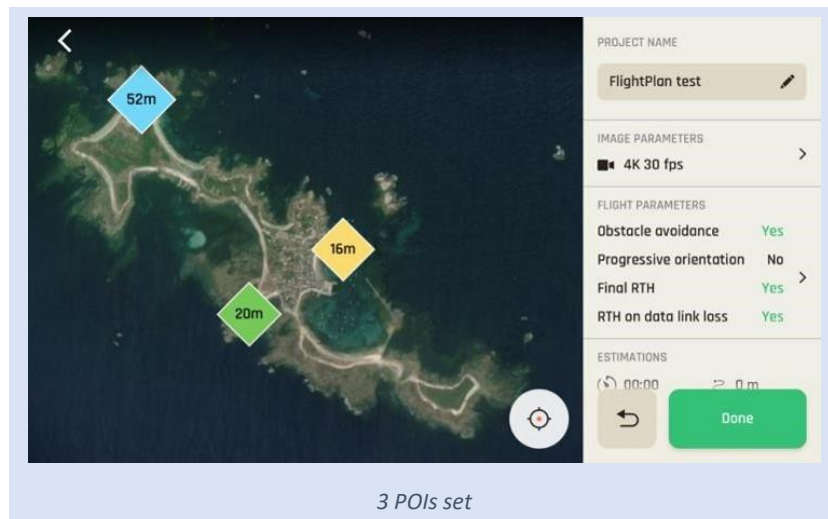 52m
16m
20m
PROJECT NAME
FlightPlan test
IMAGE PARAMETERS
4K 30 fps
FLIGHT PARAMETERS
Obstacle avoidance Yes
Progressive orientation No
Final RTH Yes
RTH on data link loss Yes
ESTIMATIONS
00:00 0 m
Done
3 POIs set